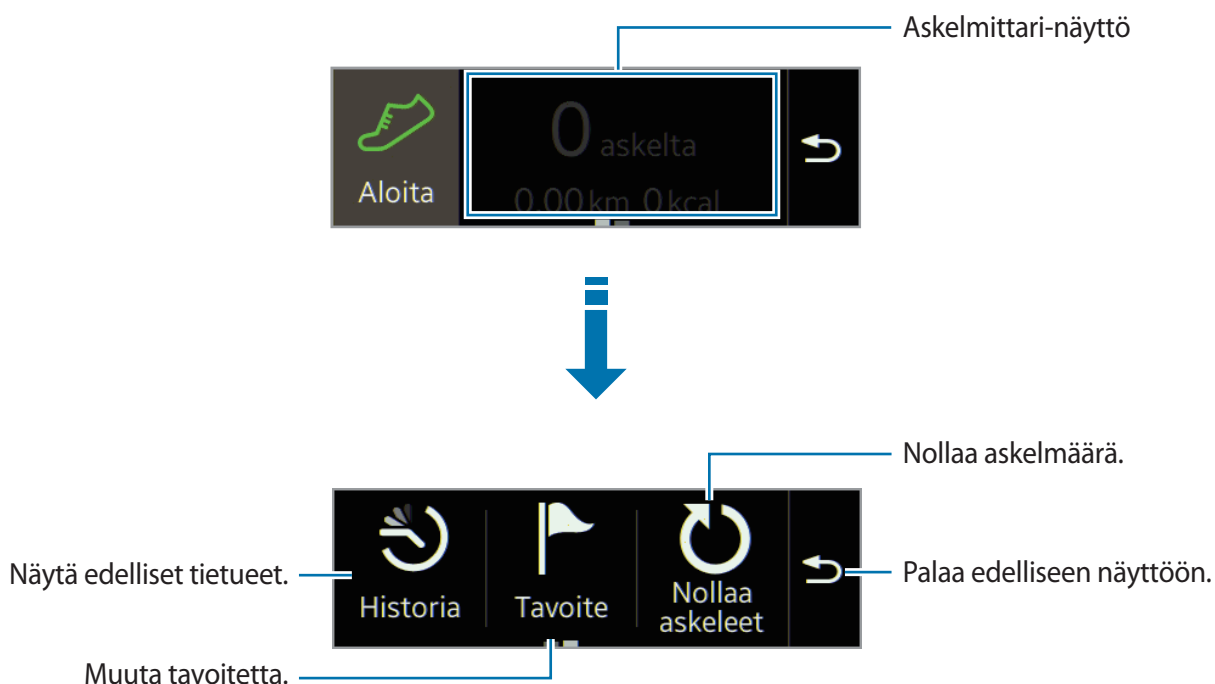 Askelmittari-näyttö
0 askelta
Aloita
0.00 km 0 kcal
Nollaa askelmäärä.
Näytä edelliset tietueet.
Palaa edelliseen näyttöön.
Historia
Tavoite
Nollaa
askeleet
Muuta tavoitetta.